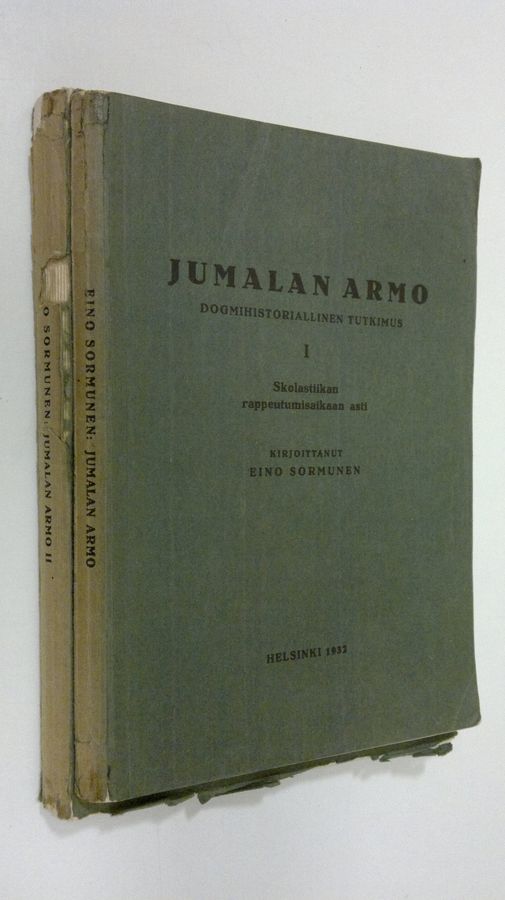 JUMALAN ARMO
DOGMIHISTORIALLINEN TUTKIMUS
I
Skolastiikan
rappeutumisaikaan asti
KIRJOITTANUT
EINO SORMUNEN
HELSINKI 1932
EINO SORMUNEN: JUMALAN ARMO
O SORMUNEN: JUMALAN ARMO II